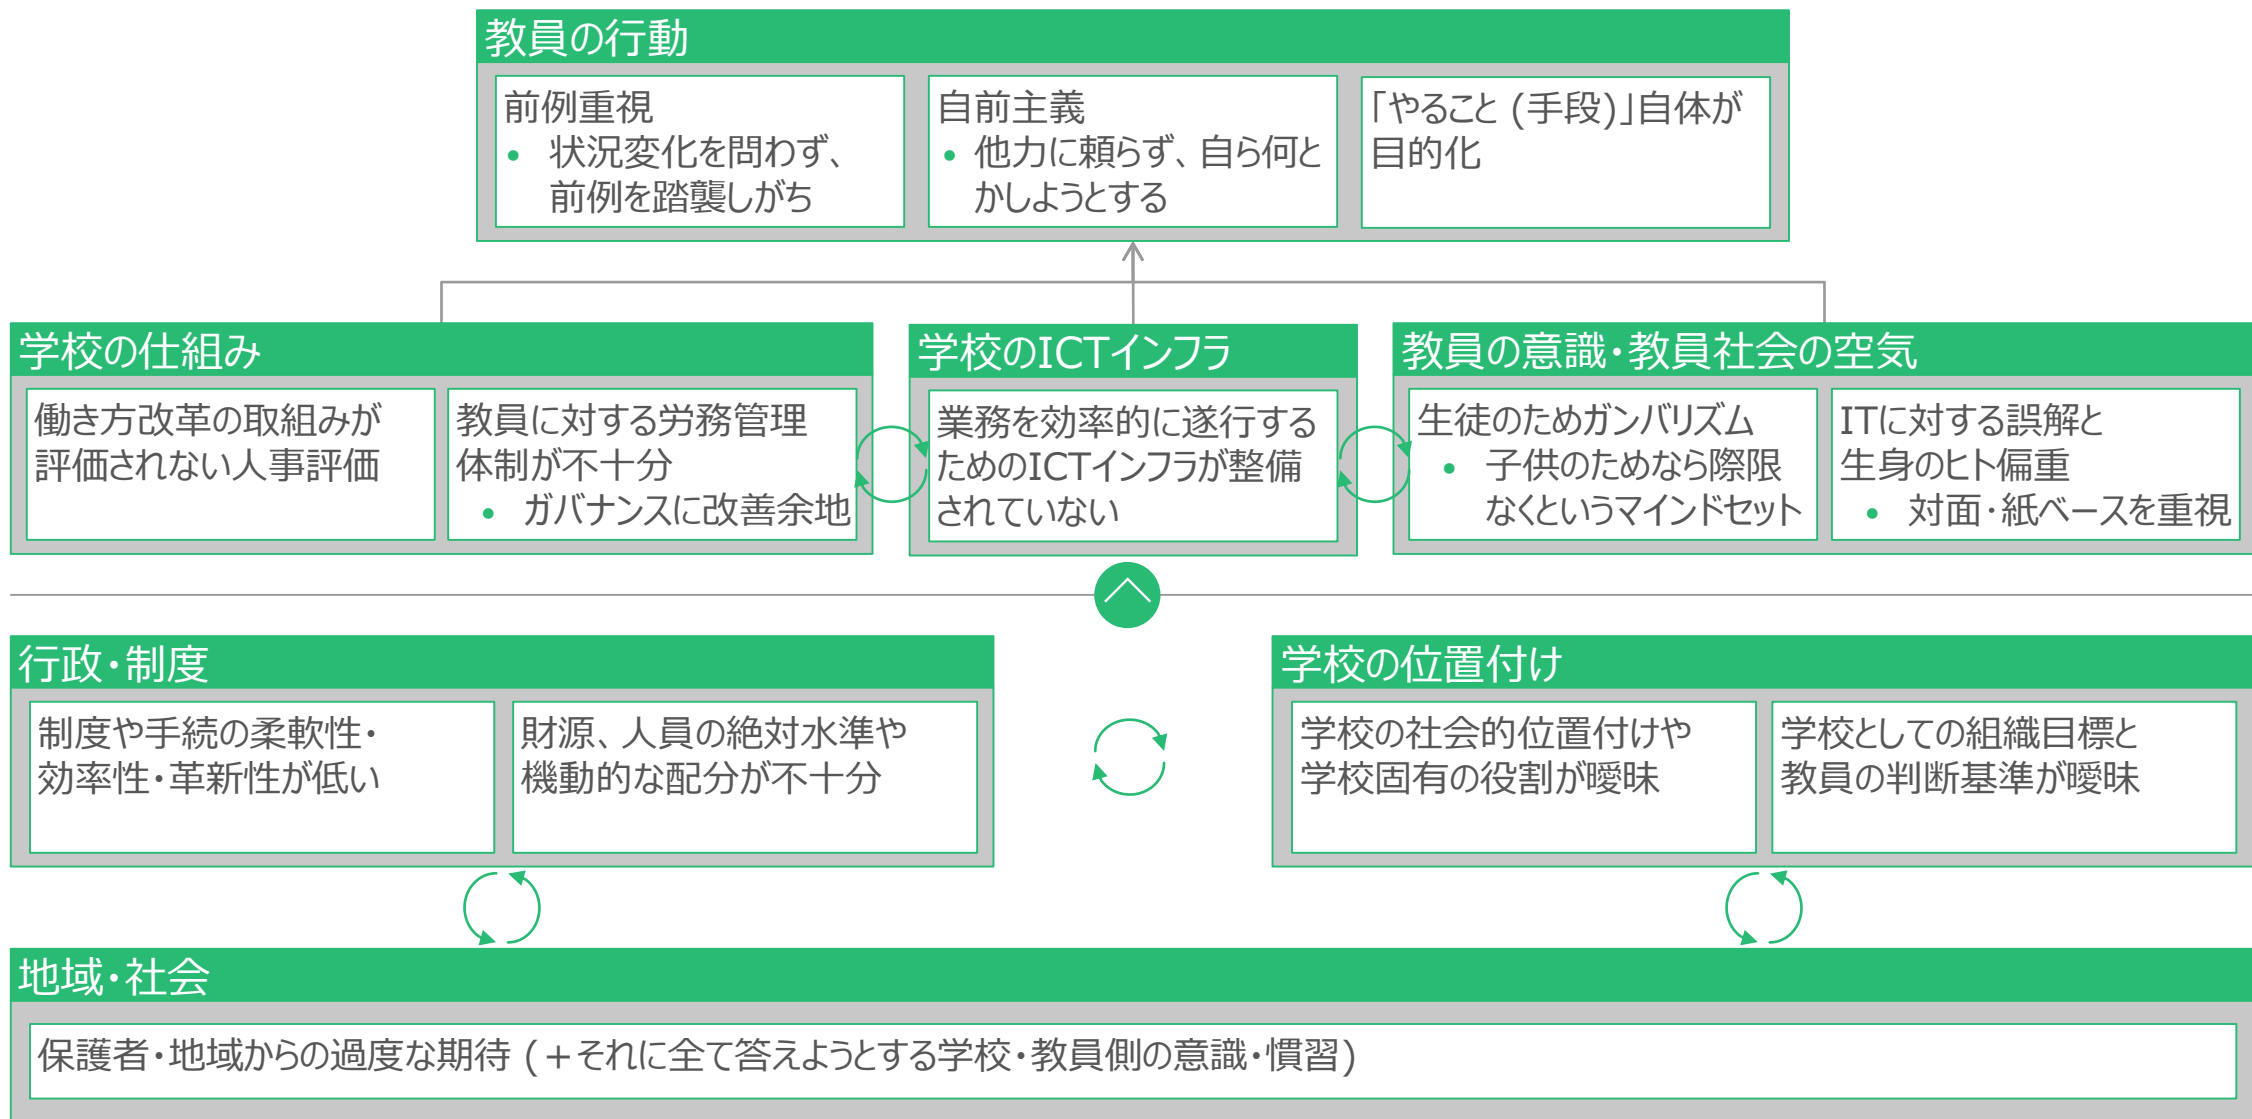 教員の行動
前例重視
• 状況変化を問わず、
前例を踏襲しがち
自前主義
• 他力に頼らず、自ら何と
かしようとする
「やること (手段)」自体が
目的化
学校の仕組み
働き方改革の取組みが
評価されない人事評価
教員に対する労務管理
体制が不十分
• ガバナンスに改善余地
学校のICTインフラ
業務を効率的に遂行する
ためのICTインフラが整備
されていない
教員の意識・教員社会の空気
生徒のためガンバリズム
• 子供のためなら際限
なくというマインドセット
ITに対する誤解と
生身のヒト偏重
• 対面・紙ベースを重視
行政・制度
制度や手続の柔軟性・
効率性・革新性が低い
財源、人員の絶対水準や
機動的な配分が不十分
学校の位置付け
学校の社会的位置付けや
学校固有の役割が曖昧
学校としての組織目標と
教員の判断基準が曖昧
地域・社会
保護者・地域からの過度な期待 (+それに全て答えようとする学校・教員側の意識・慣習)